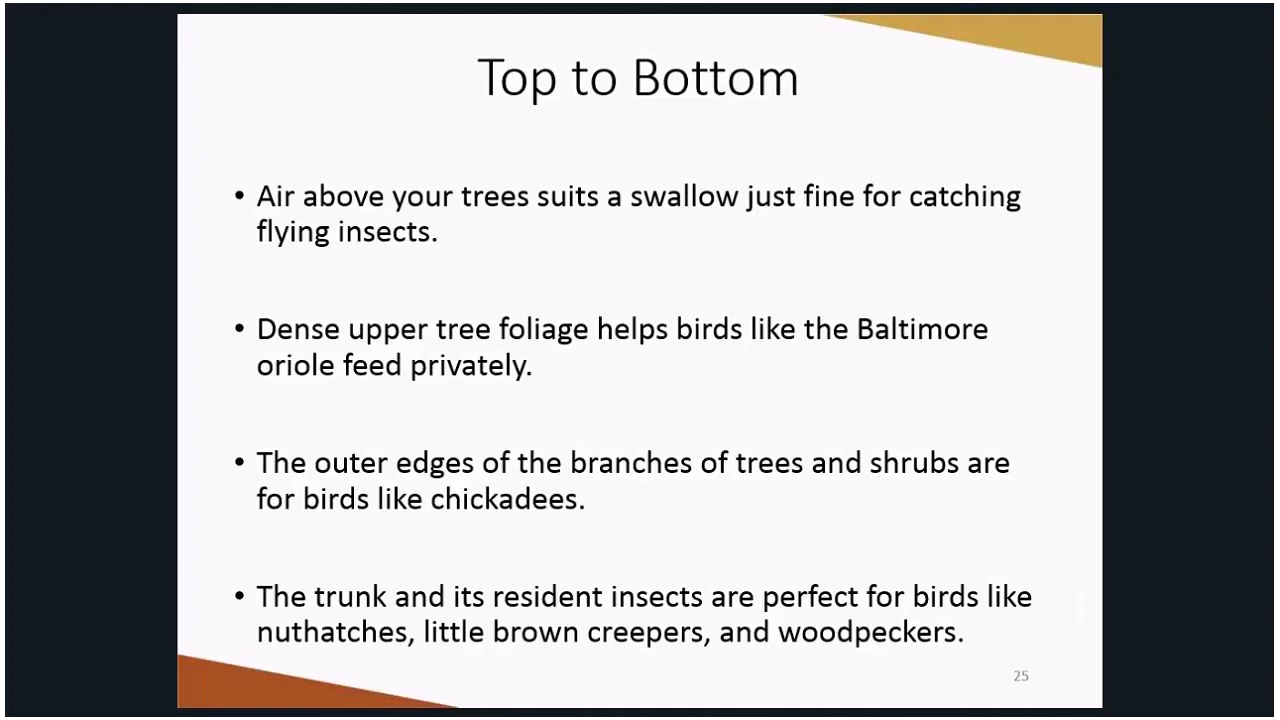 Top to Bottom
• Air above your trees suits a swallow just fine for catching
flying insects.
• Dense upper tree foliage helps birds like the Baltimore
oriole feed privately.
• The outer edges of the branches of trees and shrubs are
for birds like chickadees.
• The trunk and its resident insects are perfect for birds like
nuthatches, little brown creepers, and woodpeckers.
25